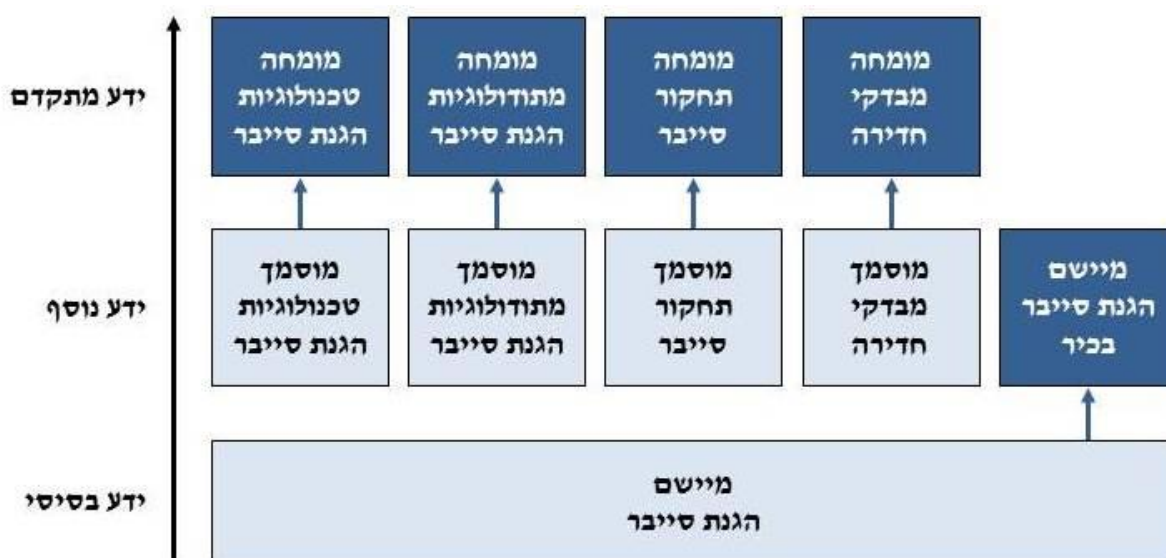 ידע מתקדם
מומחה
מבדקי
חדירה
מומחה
תחקור
סייבר
מומחה
מתודולוגיות
הגנת סייבר
מומחה
טכנולוגיות
הגנת סייבר
ידע נוסף
מיישם
הגנת סייבר
בכיר
מוסמך
מבדקי
חדירה
מוסמך
תחקור
סייבר
מוסמך
מתודולוגיות
הגנת סייבר
מוסמך
טכנולוגיות
הגנת סייבר
ידע בסיסי
מיישם
הגנת סייבר